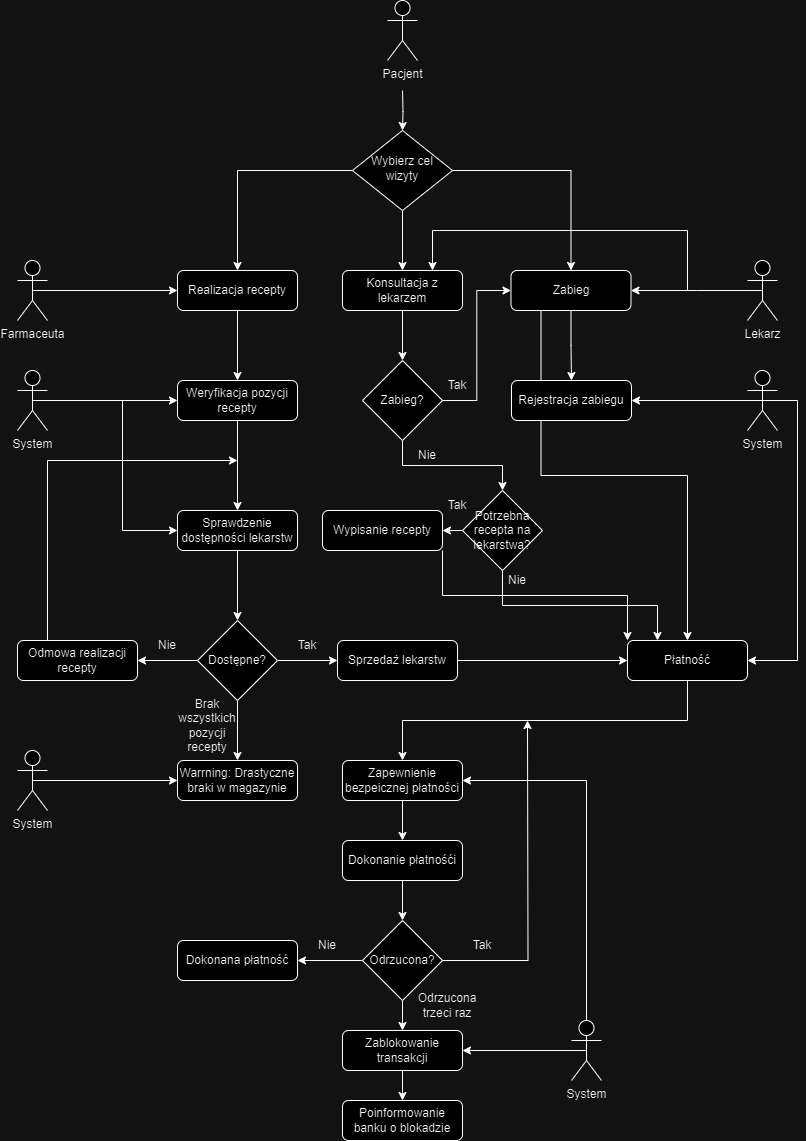 Pacjent
Wybierz cel
wizyty
Realizacja recepty
Konsultacja z
lekarzem
Zabieg
Farmaceuta
Lekarz
Weryfikacja pozycji
recepty
Zabieg?
Tak
Rejestracja zabiegu
System
System
Nie
Sprawdzenie
dostępności lekarstw
Wypisanie recepty
Tak
Potrzebna
recepta na
lekarstwa?
Nie
Odmowa realizacji
recepty
Nie
Dostępne?
Tak
Sprzedaż lekarstw
Płatność
Brak
wszystkich
pozycji
recepty
System
Warrning: Drastyczne
braki w magazynie
Zapewnienie
bezpeicznej płatności
Dokonanie płatnośći
Dokonana płatność
Nie
Odrzucona?
Tak
Odrzucona
trzeci raz
Zablokowanie
transakcji
System
Poinformowanie
banku o blokadzie